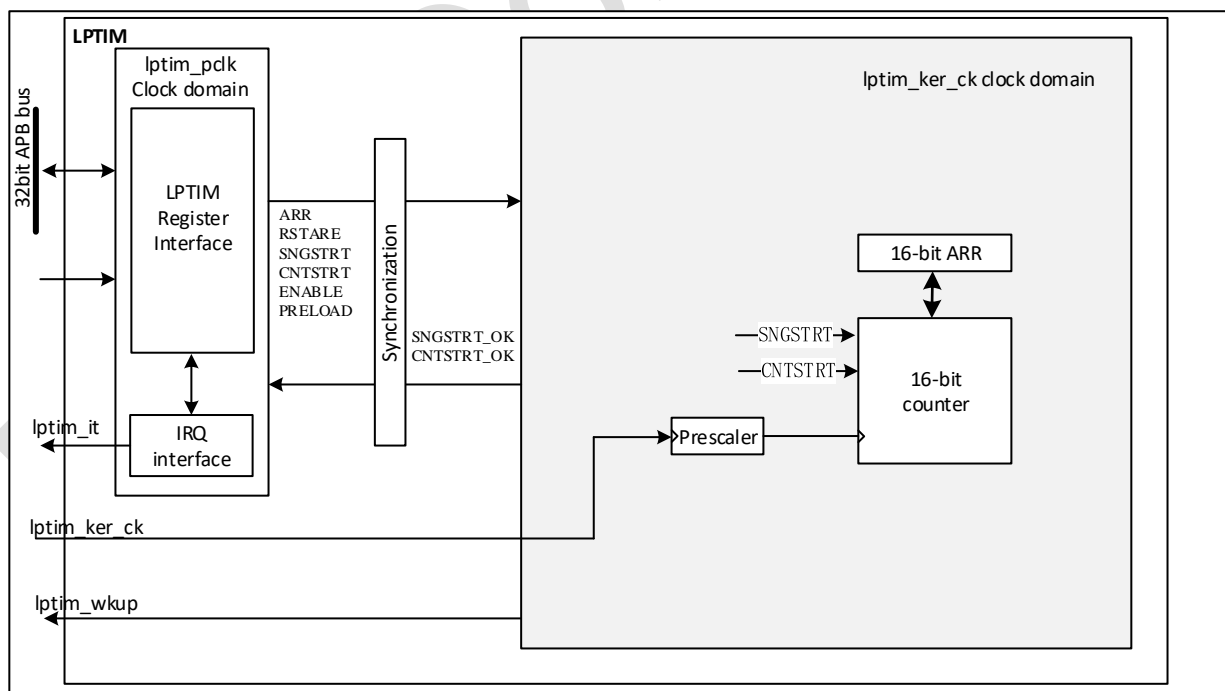 LPTIM
lptim_pclk
Clock domain
32bit APB bus
LPTIM
Register
Interface
IRQ
interface
lptim_it
lptim_ker_ck
lptim_wkup
ARR
RSTARE
SNGSTRT
CNTSTRT
ENABLE
PRELOAD
Synchronization
SNGSTRT_OK
CNTSTRT_OK
lptim_ker_ck clock domain
16-bit ARR
SNGSTRT
CNTSTRT
16-bit
counter
Prescaler